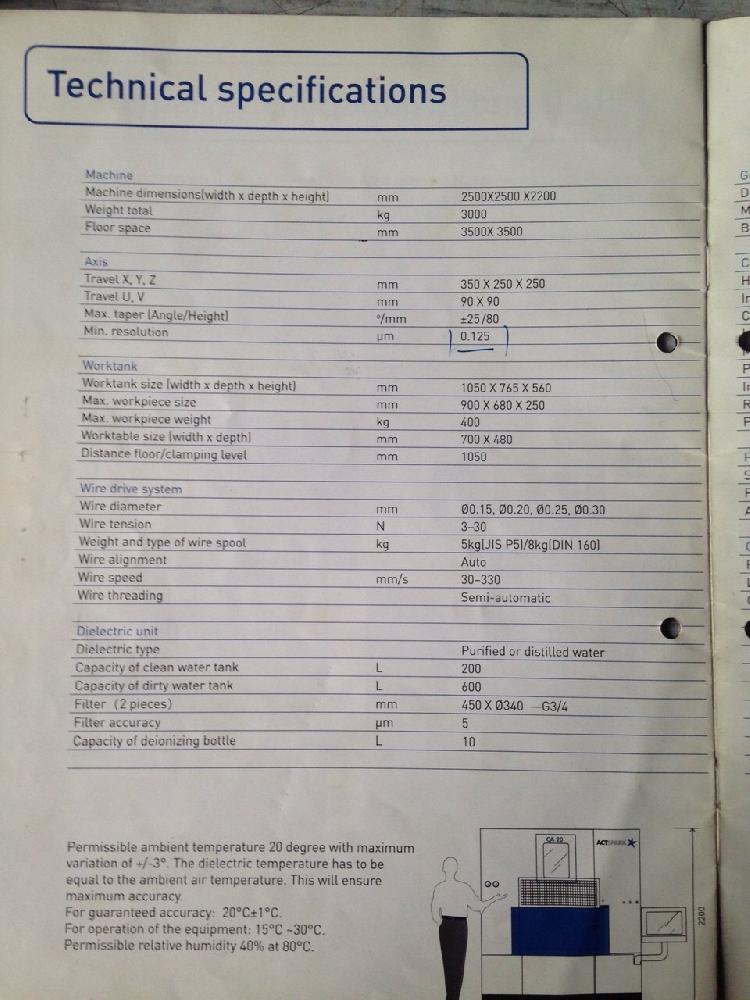 Technical specifications
Machine
Machine dimensions(width x depth x height) mm 2500X2500 X2200
Weight total kg 3000
Floor space mm 3500X 3500
Axis
Travel X, Y, Z mm 350 X 250 X 250
Travel U, V mm 90 X 90
Max. taper (Angle/Height) °/mm ±25/80
Min. resolution µm 0.125
Worktank
Worktank size (width x depth x height) mm 1050 X 765 X 560
Max. workpiece size mm 900 X 680 X 250
Max. workpiece weight kg 400
Worktable size (width x depth) mm 700 X 480
Distance floor/clamping level mm 1050
Wire drive system
Wire diameter mm Ø0.15, Ø0.20, Ø0.25, Ø0.30
Wire tension N 3-30
Weight and type of wire spool kg 5kg(JIS P5)/8kg(DIN 160)
Wire alignment Auto
Wire speed mm/s 30-330
Wire threading Semi-automatic
Dielectric unit
Dielectric type Purified or distilled water
Capacity of clean water tank L 200
Capacity of dirty water tank L 600
Filter (2 pieces) mm 450 X Ø340 —G3/4
Filter accuracy µm 5
Capacity of deionizing bottle L 10
Permissible ambient temperature 20 degree with maximum
variation of +/-3°. The dielectric temperature has to be
equal to the ambient air temperature. This will ensure
maximum accuracy.
For guaranteed accuracy: 20°C±1°C.
For operation of the equipment: 15°C ~30°C.
Permissible relative humidity 40% at 80°C.
CA 20
ACTSPARK
2200